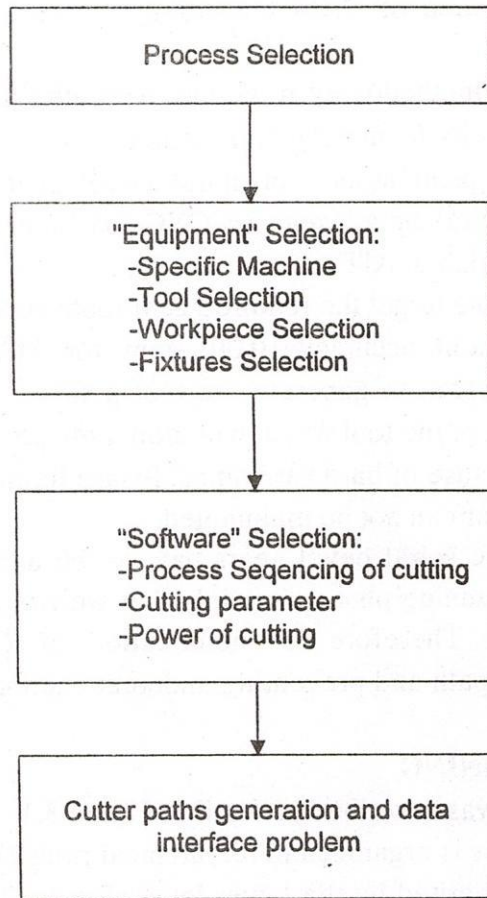 Process Selection
"Equipment" Selection:
-Specific Machine
-Tool Selection
-Workpiece Selection
-Fixtures Selection
"Software" Selection:
-Process Seqencing of cutting
-Cutting parameter
-Power of cutting
Cutter paths generation and data
interface problem